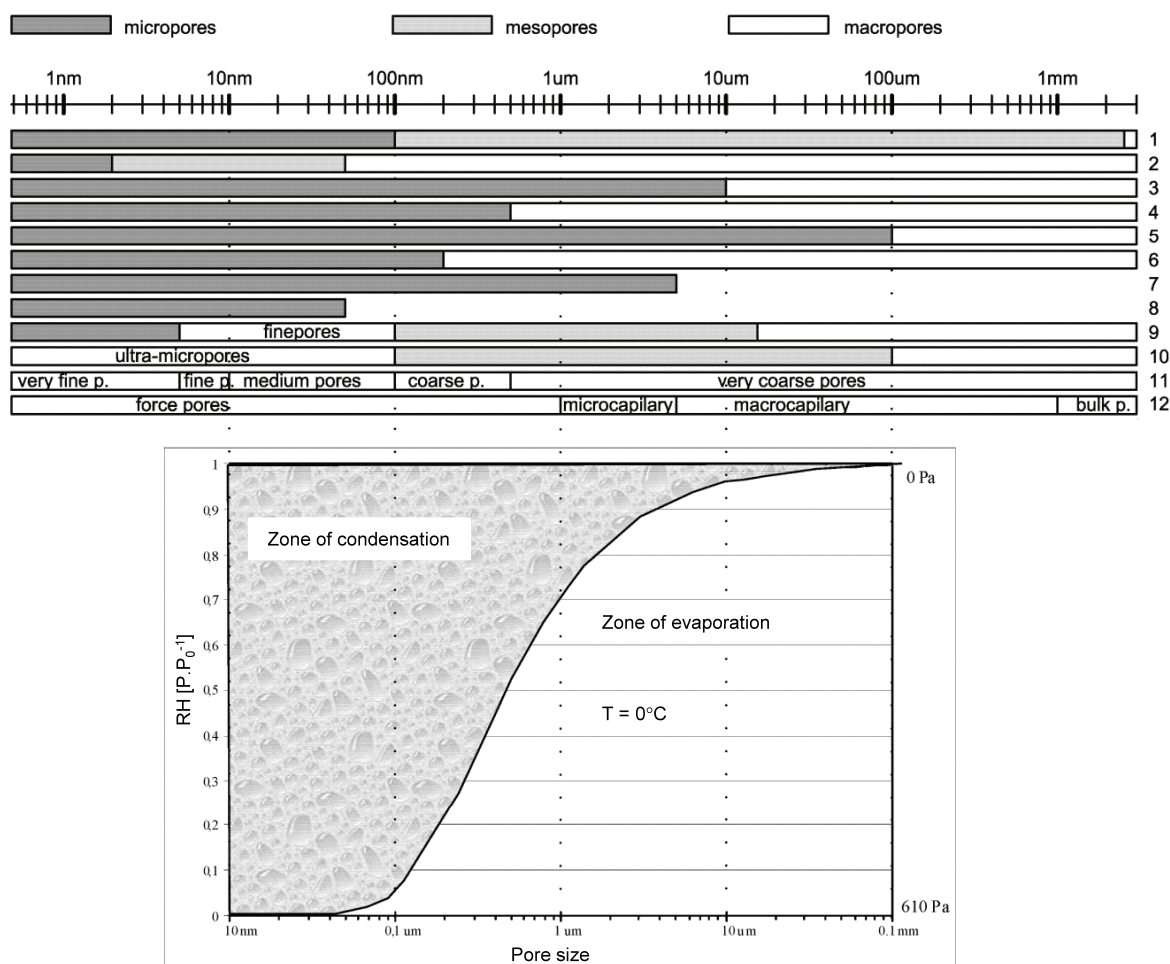 micropores mesopores macropores
1nm 10nm 100nm 1um 10um 100um 1mm
1
2
3
4
5
6
7
8
finepores 9
ultra-micropores 10
very fine p. fine p. medium pores coarse p. very coarse pores 11
force pores microcapilary macrocapilary bulk p. 12
1 0 Pa
0,9
Zone of condensation
0,8
0,7
Zone of evaporation
0,6
RH [P.P₀⁻¹]
0,5
T = 0°C
0,4
0,3
0,2
0,1
0 610 Pa
10nm 0,1 um 1 um 10um 0.1 mm
Pore size